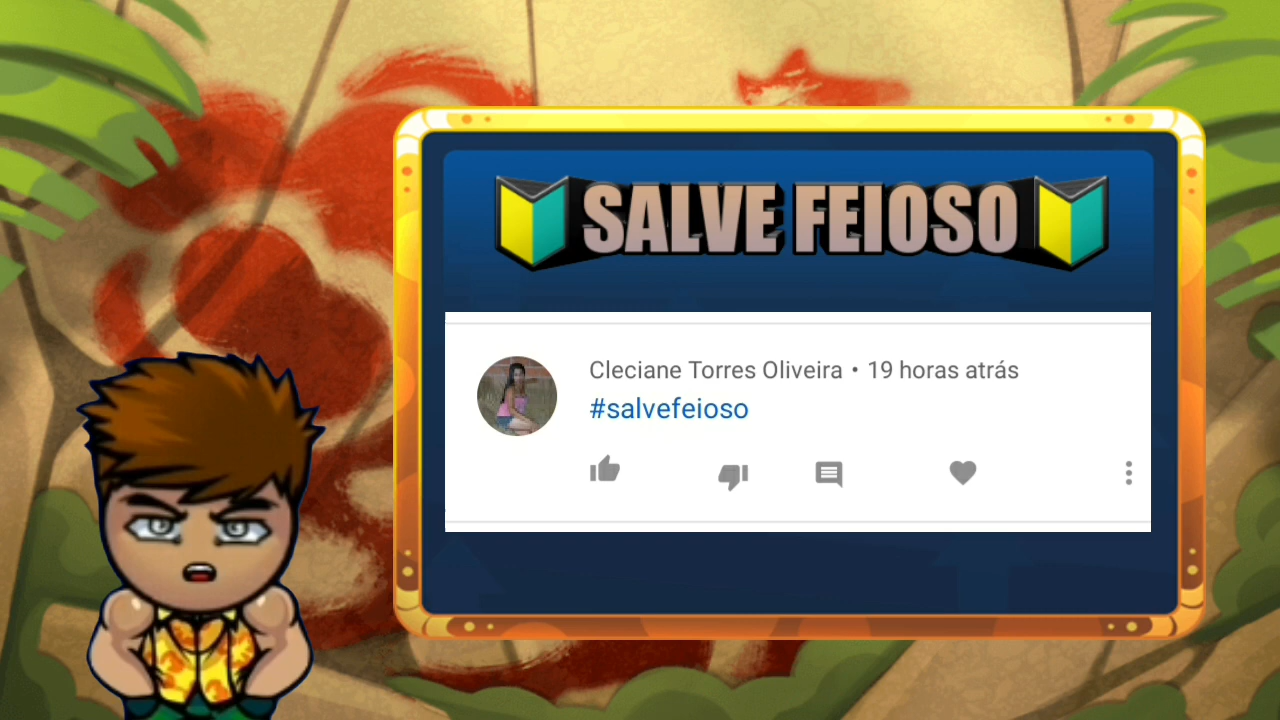 SALVE FEIOSO
Cleciane Torres Oliveira • 19 horas atrás
#salvefeioso